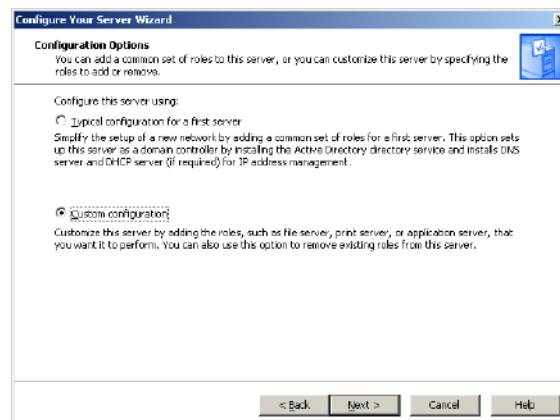 Configure Your Server Wizard
Configuration Options
You can add a common set of roles to this server, or you can customize this server by specifying the
roles to add or remove.
Configure this server using:
Typical configuration for a first server
Simplify the setup of a new network by adding a common set of roles for a first server. This option sets
up this server as a domain controller by installing the Active Directory directory service and installs DNS
server and DHCP server (if required) for IP address management.
Custom configuration
Customize this server by adding the roles, such as file server, print server, or application server, that
you want it to perform. You can also use this option to remove existing roles from this server.
< Back Next > Cancel Help